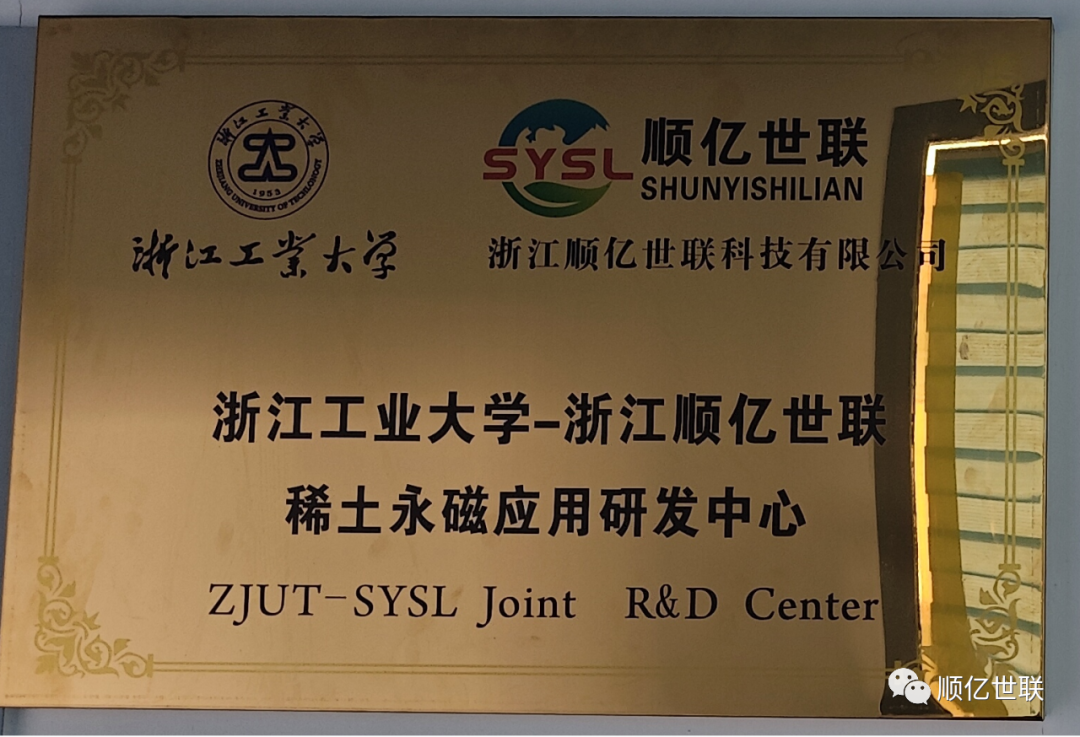 浙江工业大学
1953
ZHEJIANG UNIVERSITY OF TECHNOLOGY
SYSL
顺亿世联
SHUNYISHILIAN
浙江工業大学
浙江顺亿世联科技有限公司
浙江工业大学-浙江顺亿世联
稀土永磁应用研发中心
ZJUT-SYSL Joint R&D Center
顺亿世联